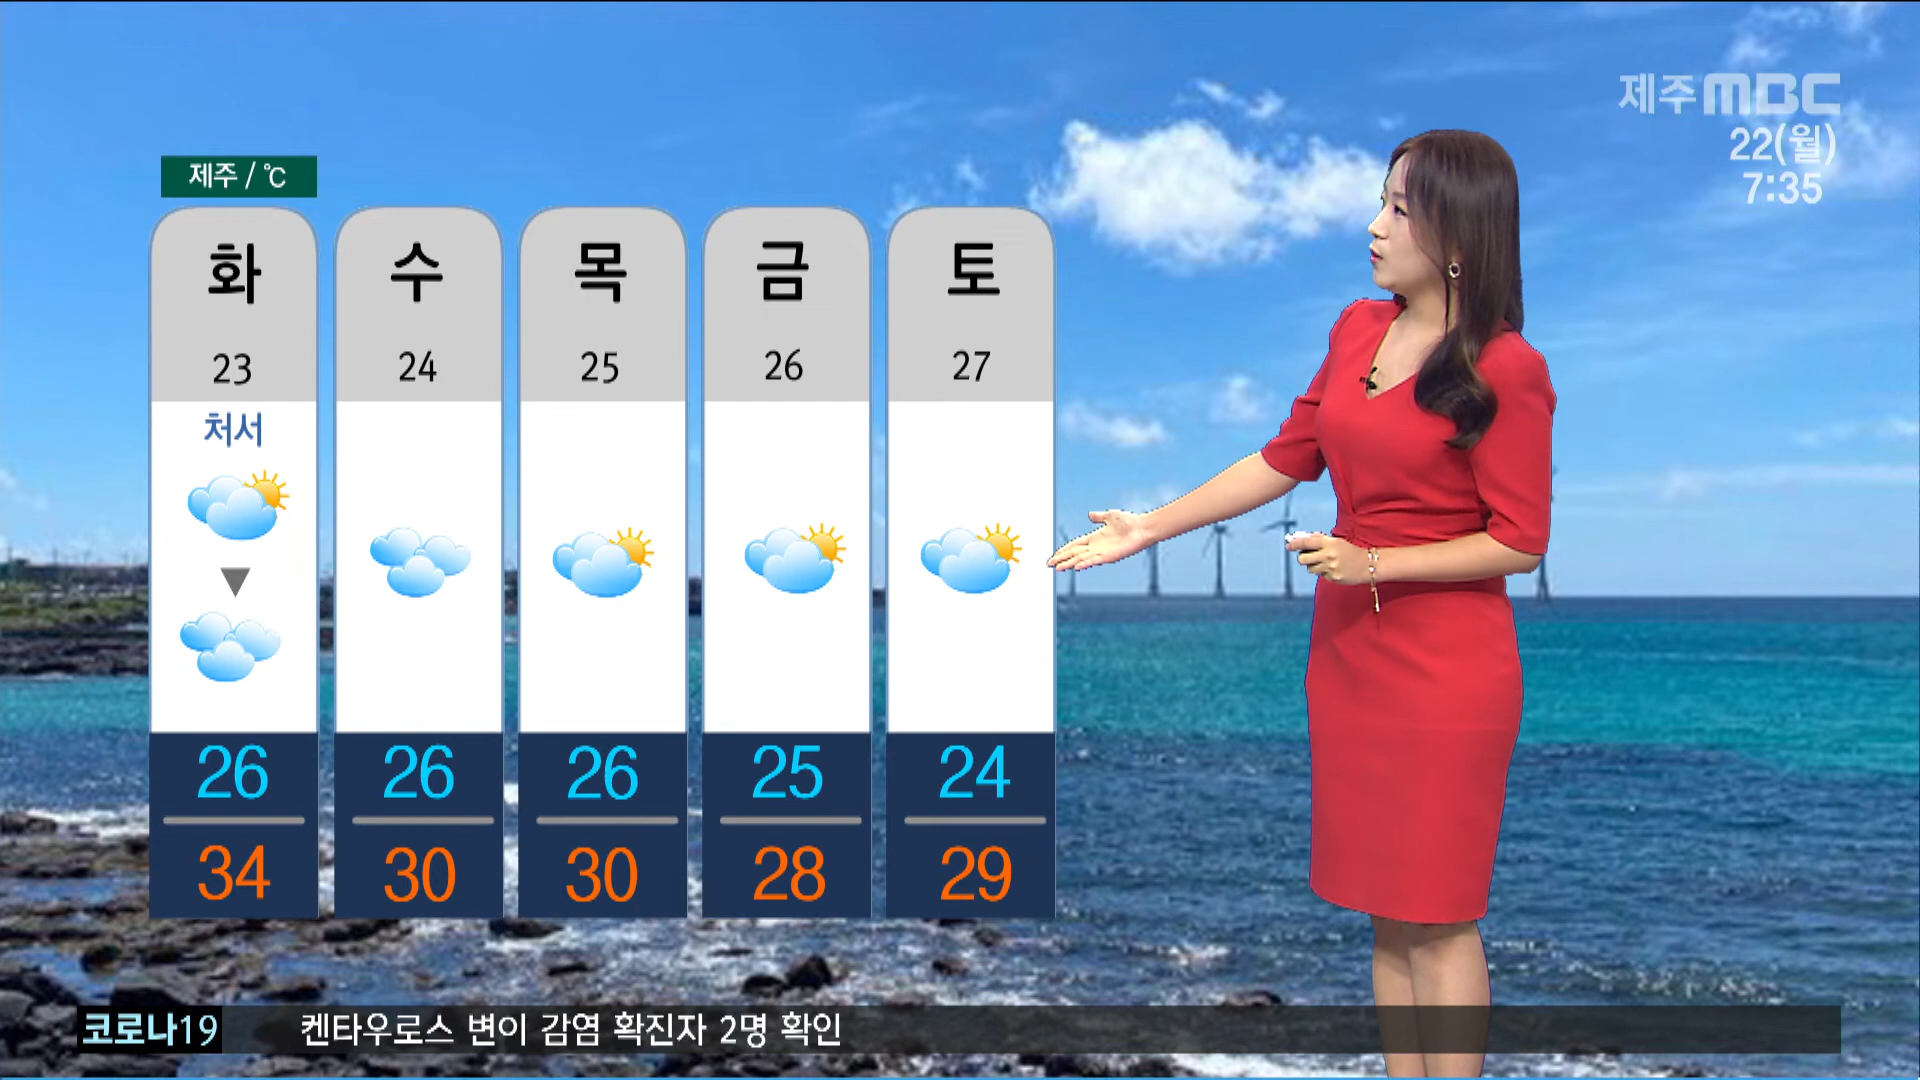 제주MBC
22(월)
7:35
제주 / ℃
화 수 목 금 토
23 24 25 26 27
처서
26 26 26 25 24
34 30 30 28 29
코로나19 켄타우로스 변이 감염 확진자 2명 확인